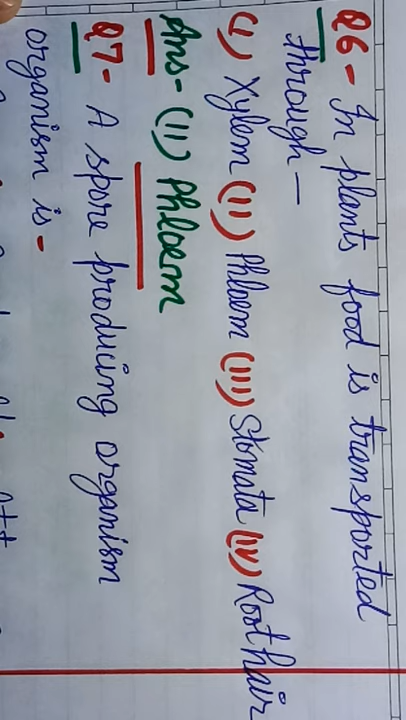 Q6- In plants food is transported
through —
(i) Xylem (ii) Phloem (iii) Stomata (iv) Root hair
Ans- (ii) Phloem
Q7- A spore producing organism
organism is -